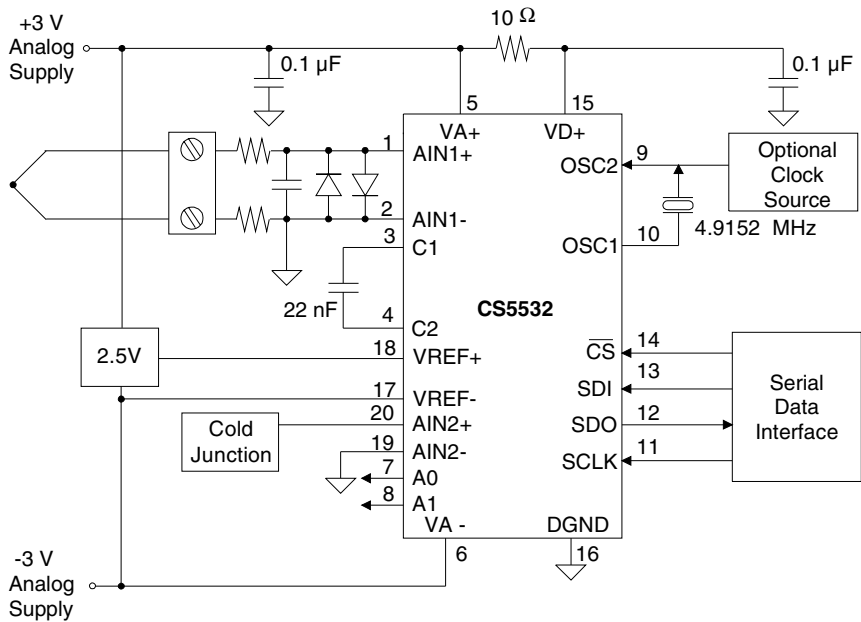 +3 V
Analog
Supply
10 Ω
0.1 µF
0.1 µF
5
15
VA+
VD+
1
AIN1+
OSC2
9
Optional
Clock
Source
2
AIN1-
4.9152 MHz
3
C1
OSC1
10
22 nF
CS5532
4
C2
2.5V
18
VREF+
CS
14
17
VREF-
SDI
13
Serial
Data
Interface
20
AIN2+
SDO
12
Cold
Junction
19
AIN2-
SCLK
11
7
A0
8
A1
VA -
DGND
6
16
-3 V
Analog
Supply